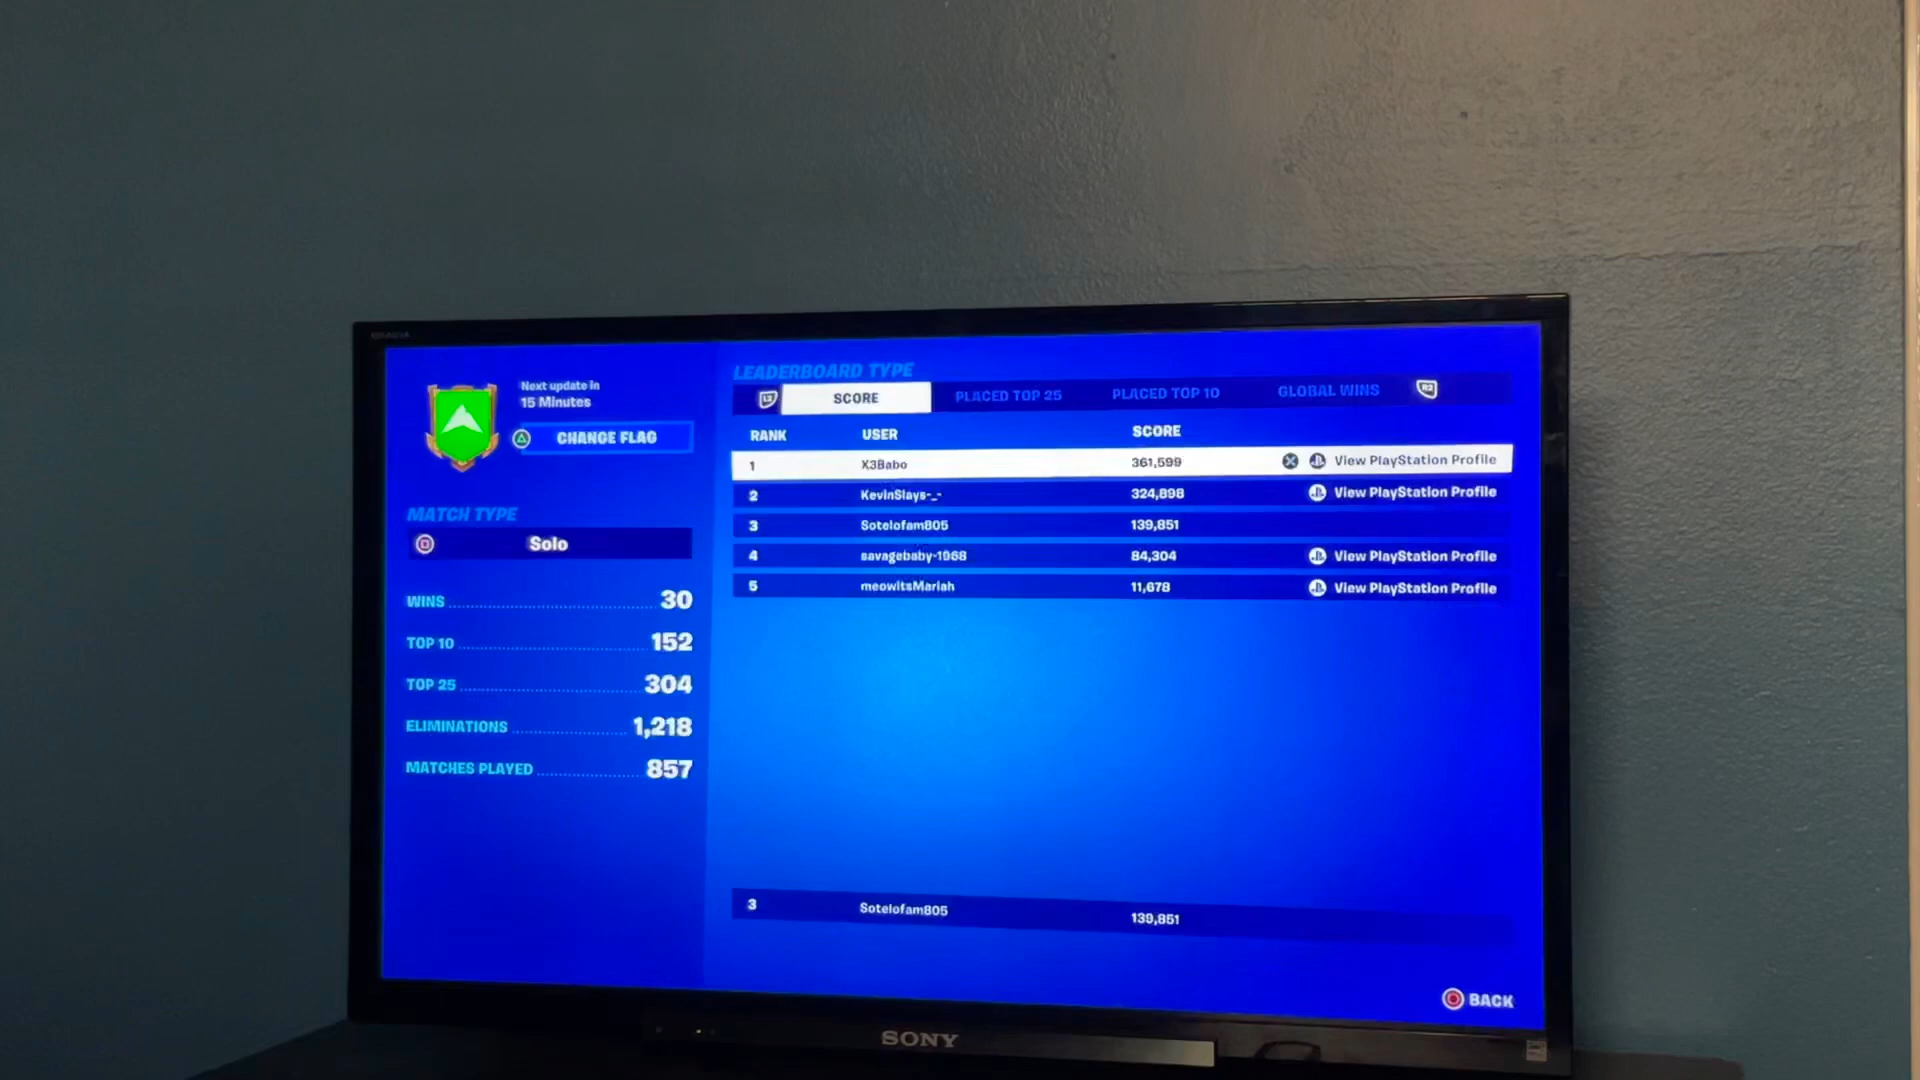 BRAVIA
Next update in
15 Minutes
CHANGE FLAG
MATCH TYPE
Solo
WINS 30
TOP 10 152
TOP 25 304
ELIMINATIONS 1,218
MATCHES PLAYED 857
LEADERBOARD TYPE
L2 SCORE PLACED TOP 25 PLACED TOP 10 GLOBAL WINS R2
RANK USER SCORE
1 X3Babo 361,599 View PlayStation Profile
2 KevinSlays-_- 324,898 View PlayStation Profile
3 Sotelofam805 139,851
4 savagebaby-1968 84,304 View PlayStation Profile
5 meowitsMariah 11,678 View PlayStation Profile
3 Sotelofam805 139,851
BACK
SONY